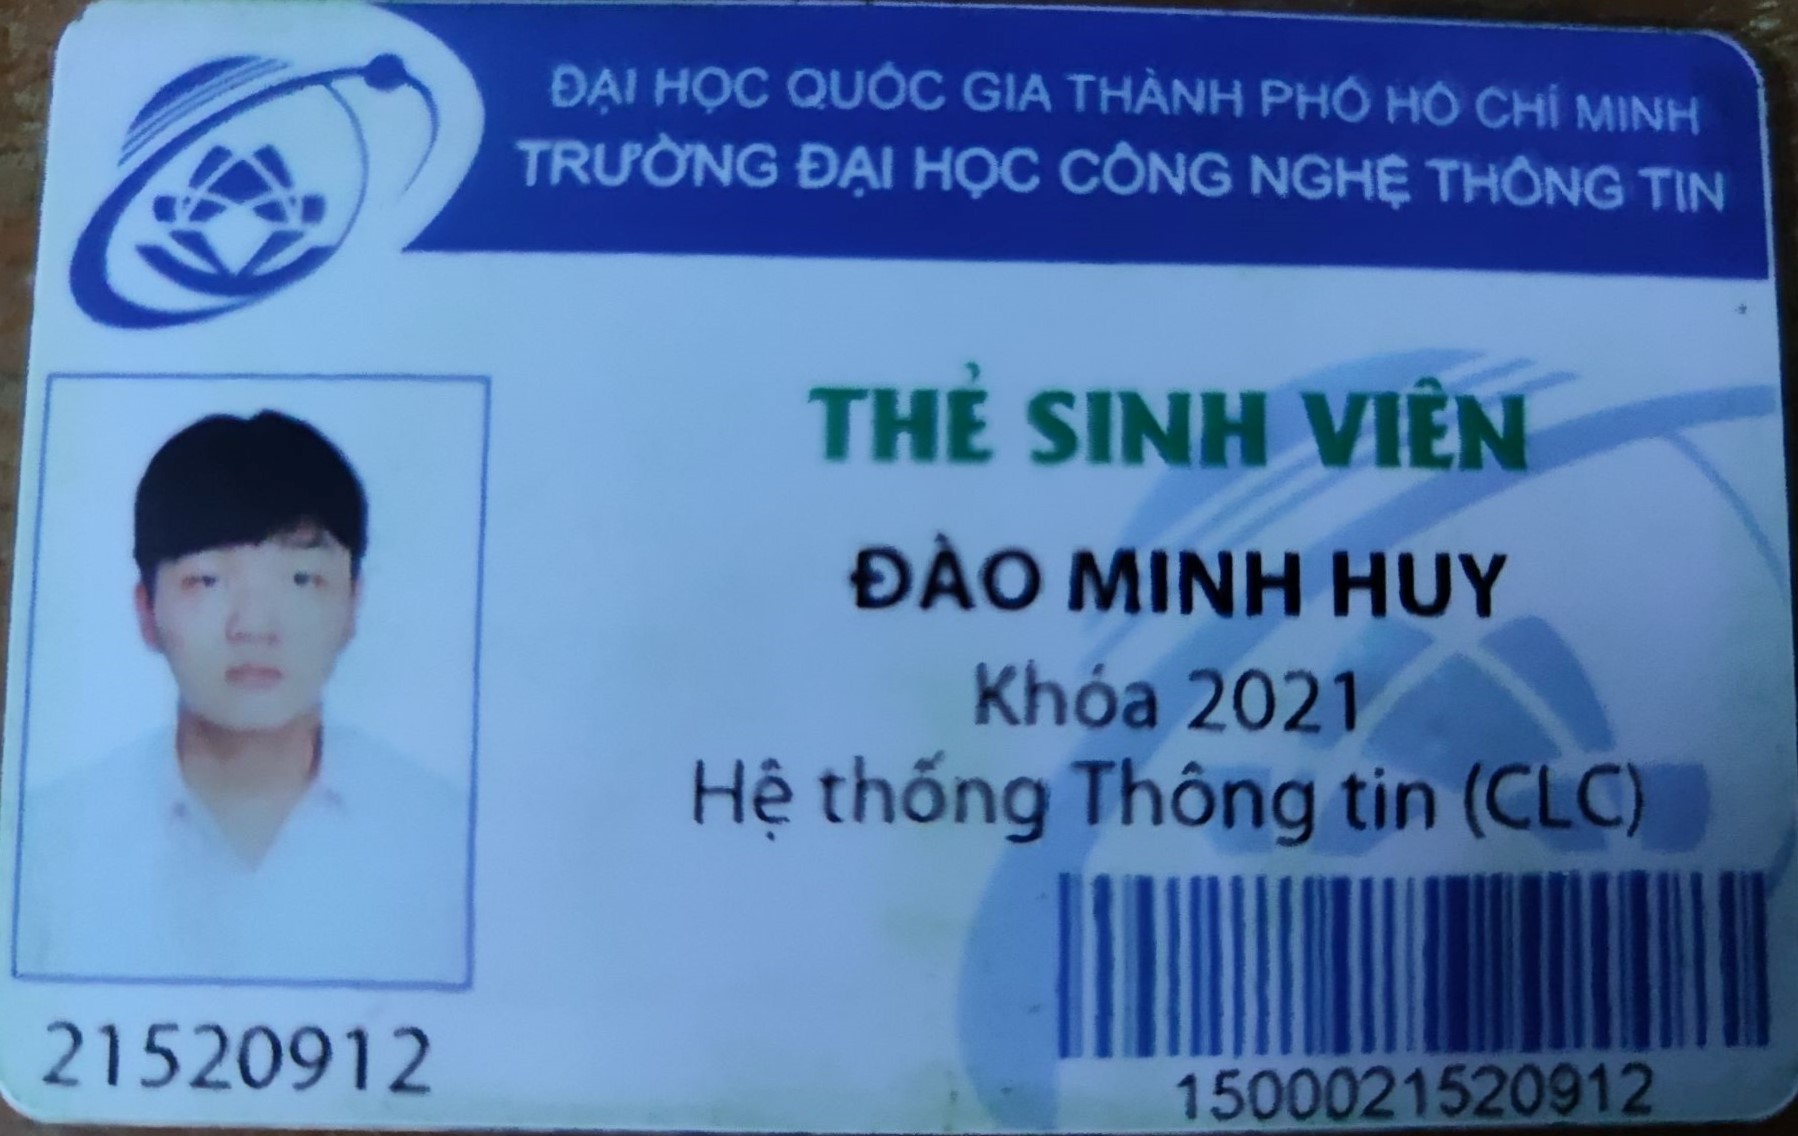 ĐẠI HỌC QUỐC GIA THÀNH PHỐ HỒ CHÍ MINH
TRƯỜNG ĐẠI HỌC CÔNG NGHỆ THÔNG TIN
THẺ SINH VIÊN
ĐÀO MINH HUY
Khóa 2021
Hệ thống Thông tin (CLC)
21520912
1500021520912